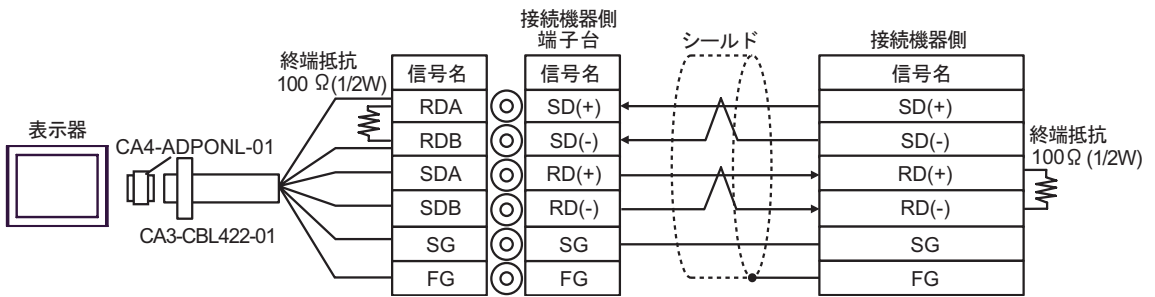 表示器
CA4-ADPONL-01
CA3-CBL422-01
終端抵抗
100 Ω(1/2W)
信号名
RDA
RDB
SDA
SDB
SG
FG
接続機器側
端子台
信号名
SD(+)
SD(-)
RD(+)
RD(-)
SG
FG
シールド
接続機器側
信号名
SD(+)
SD(-)
RD(+)
RD(-)
SG
FG
終端抵抗
100Ω (1/2W)